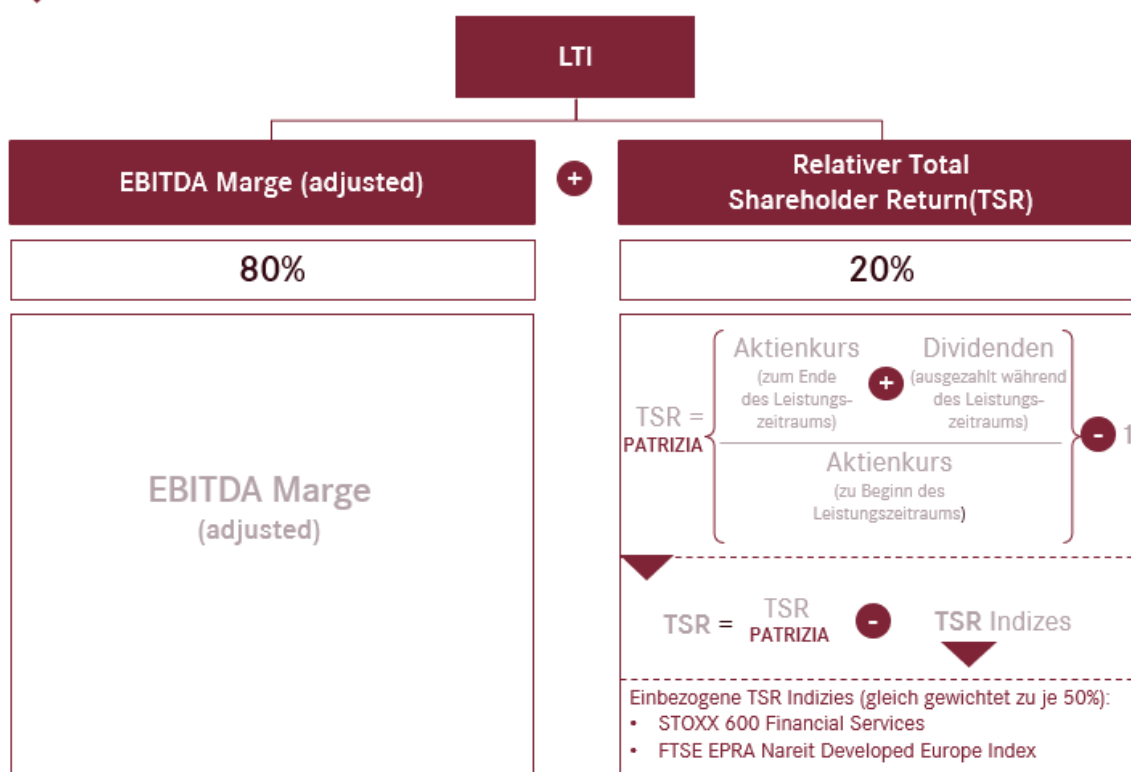 LTI
EBITDA Marge (adjusted)
+
Relativer Total
Shareholder Return(TSR)
80%
20%
EBITDA Marge
(adjusted)
TSR =
PATRIZIA
Aktienkurs
(zum Ende
des Leistungs-
zeitraums)
+
Dividenden
(ausgezahlt während
des Leistungs-
zeitraums)
Aktienkurs
(zu Beginn des
Leistungszeitraums)
- 1
TSR = TSR
PATRIZIA
-
TSR Indizes
Einbezogene TSR Indizies (gleich gewichtet zu je 50%):
• STOXX 600 Financial Services
• FTSE EPRA Nareit Developed Europe Index